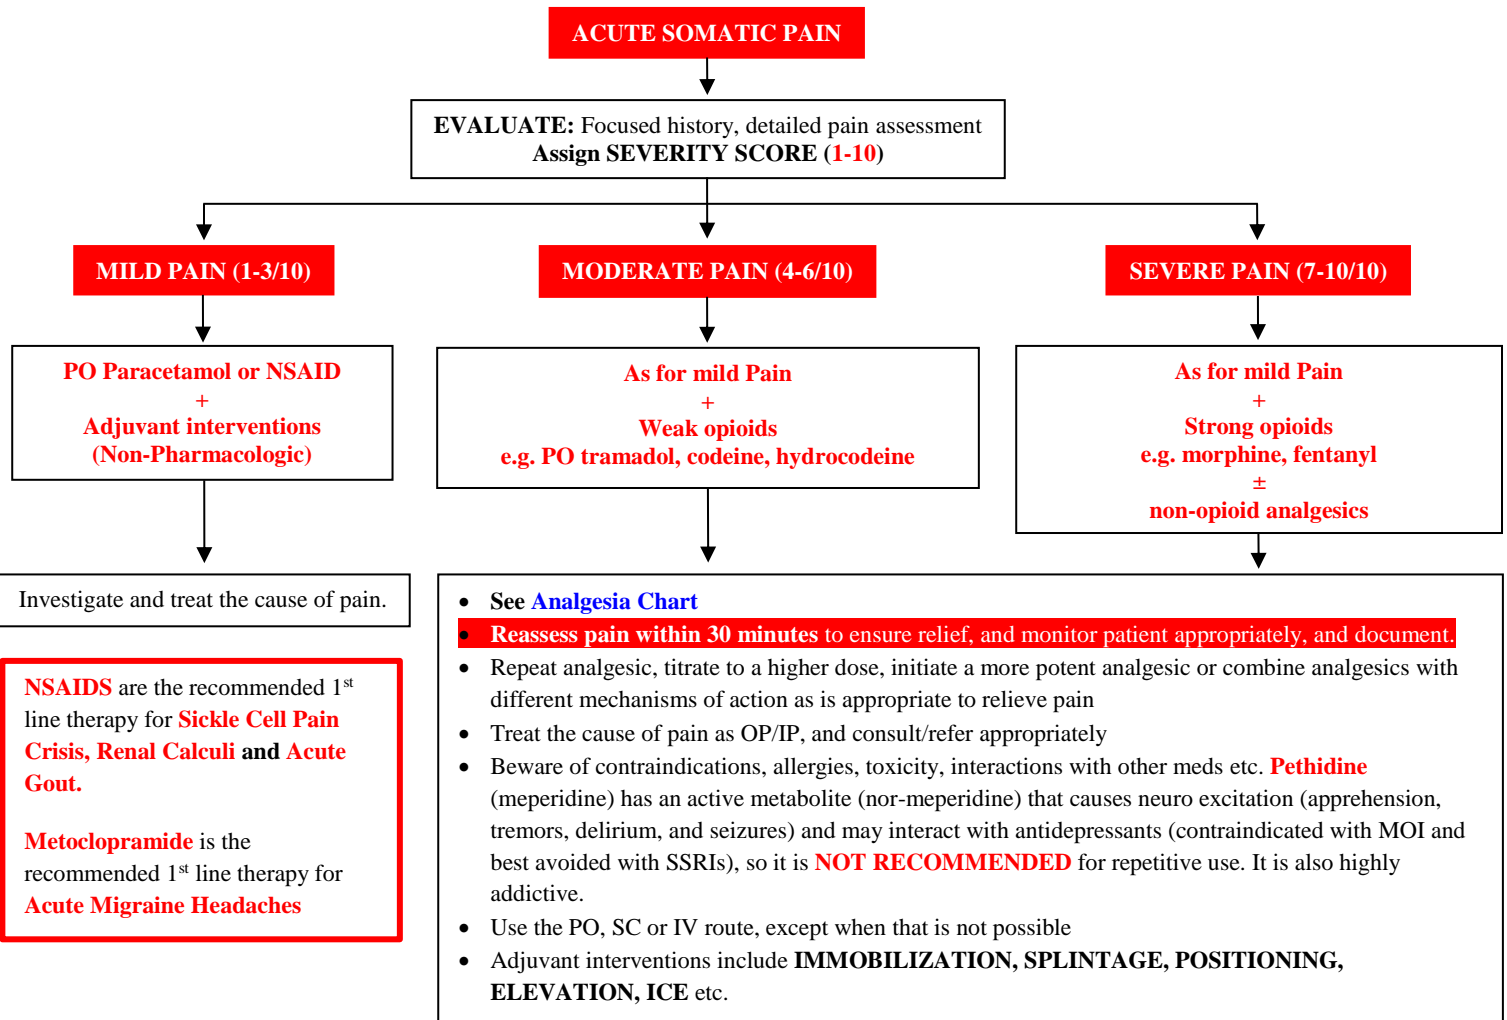 ACUTE SOMATIC PAIN
EVALUATE: Focused history, detailed pain assessment
Assign SEVERITY SCORE (1-10)
MILD PAIN (1-3/10)
MODERATE PAIN (4-6/10)
SEVERE PAIN (7-10/10)
PO Paracetamol or NSAID
+
Adjuvant interventions
(Non-Pharmacologic)
As for mild Pain
+
Weak opioids
e.g. PO tramadol, codeine, hydrocodeine
As for mild Pain
+
Strong opioids
e.g. morphine, fentanyl
±
non-opioid analgesics
Investigate and treat the cause of pain.
NSAIDS are the recommended 1st
line therapy for Sickle Cell Pain
Crisis, Renal Calculi and Acute
Gout.
Metoclopramide is the
recommended 1st line therapy for
Acute Migraine Headaches
• See Analgesia Chart
• Reassess pain within 30 minutes to ensure relief, and monitor patient appropriately, and document.
• Repeat analgesic, titrate to a higher dose, initiate a more potent analgesic or combine analgesics with
different mechanisms of action as is appropriate to relieve pain
• Treat the cause of pain as OP/IP, and consult/refer appropriately
• Beware of contraindications, allergies, toxicity, interactions with other meds etc. Pethidine
(meperidine) has an active metabolite (nor-meperidine) that causes neuro excitation (apprehension,
tremors, delirium, and seizures) and may interact with antidepressants (contraindicated with MOI and
best avoided with SSRIs), so it is NOT RECOMMENDED for repetitive use. It is also highly
addictive.
• Use the PO, SC or IV route, except when that is not possible
• Adjuvant interventions include IMMOBILIZATION, SPLINTAGE, POSITIONING,
ELEVATION, ICE etc.